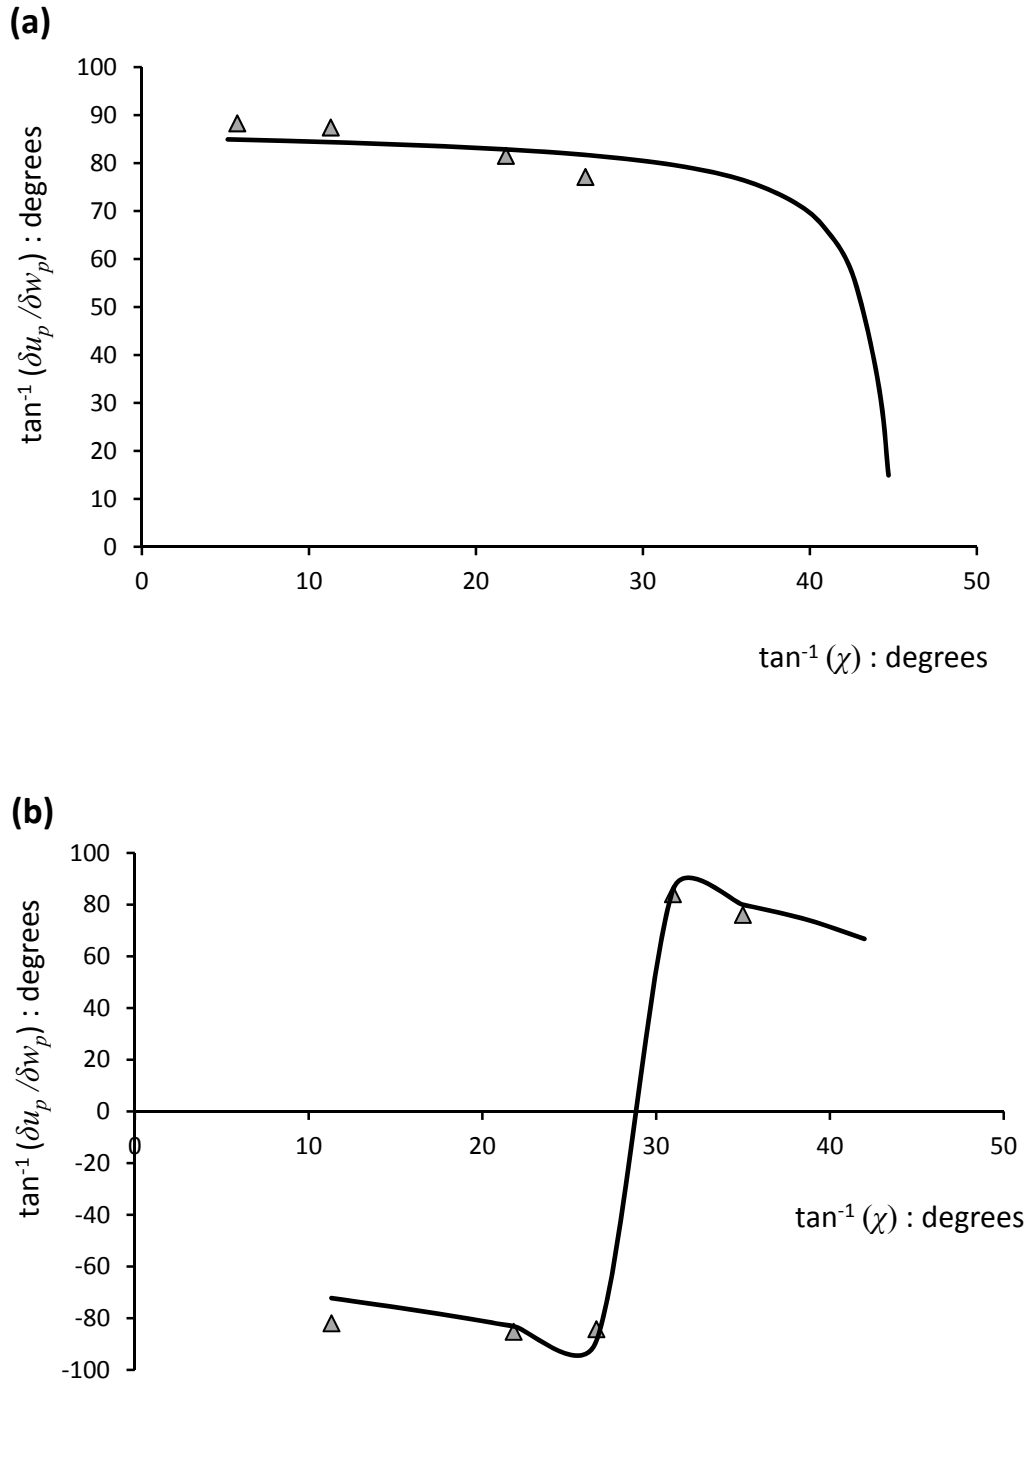 (a)
100
90
80
70
60
50
40
30
20
10
0
0 10 20 30 40 50
tan⁻¹ (δuₚ /δwₚ) : degrees
tan⁻¹ (χ) : degrees
(b)
100
80
60
40
20
0
-20
-40
-60
-80
-100
0 10 20 30 40 50
tan⁻¹ (δuₚ /δwₚ) : degrees
tan⁻¹ (χ) : degrees